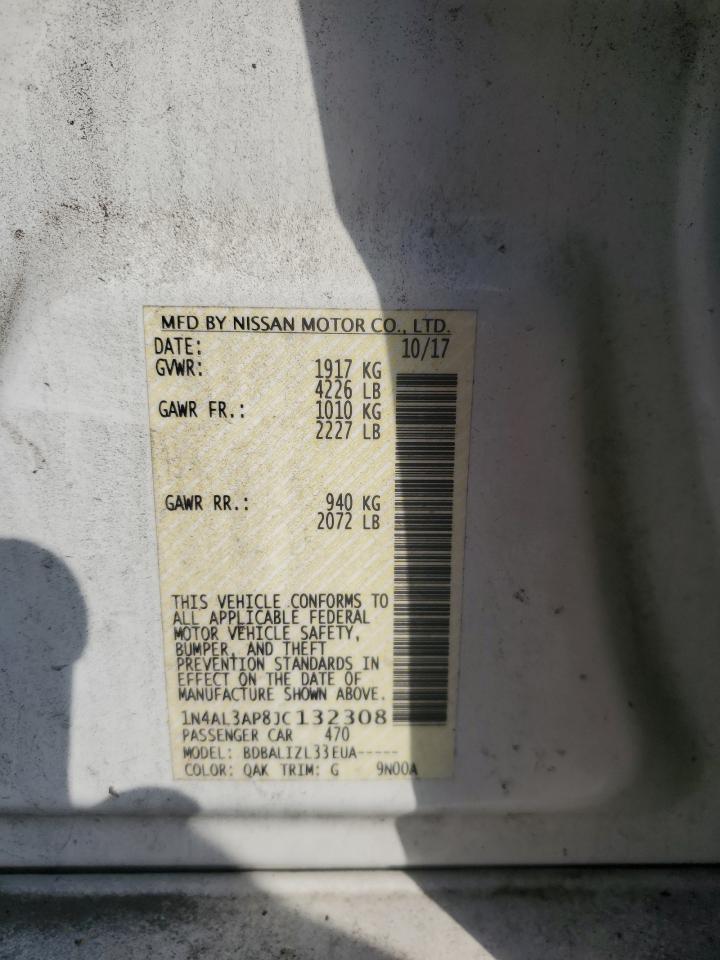 MFD BY NISSAN MOTOR CO., LTD.
DATE: 10/17
GVWR: 1917 KG
4226 LB
GAWR FR.: 1010 KG
2227 LB
GAWR RR.: 940 KG
2072 LB
THIS VEHICLE CONFORMS TO
ALL APPLICABLE FEDERAL
MOTOR VEHICLE SAFETY,
BUMPER, AND THEFT
PREVENTION STANDARDS IN
EFFECT ON THE DATE OF
MANUFACTURE SHOWN ABOVE.
1N4AL3AP8JC132308
PASSENGER CAR 470
MODEL: BDBALIZL33EUA-----
COLOR: QAK TRIM: G 9N00A